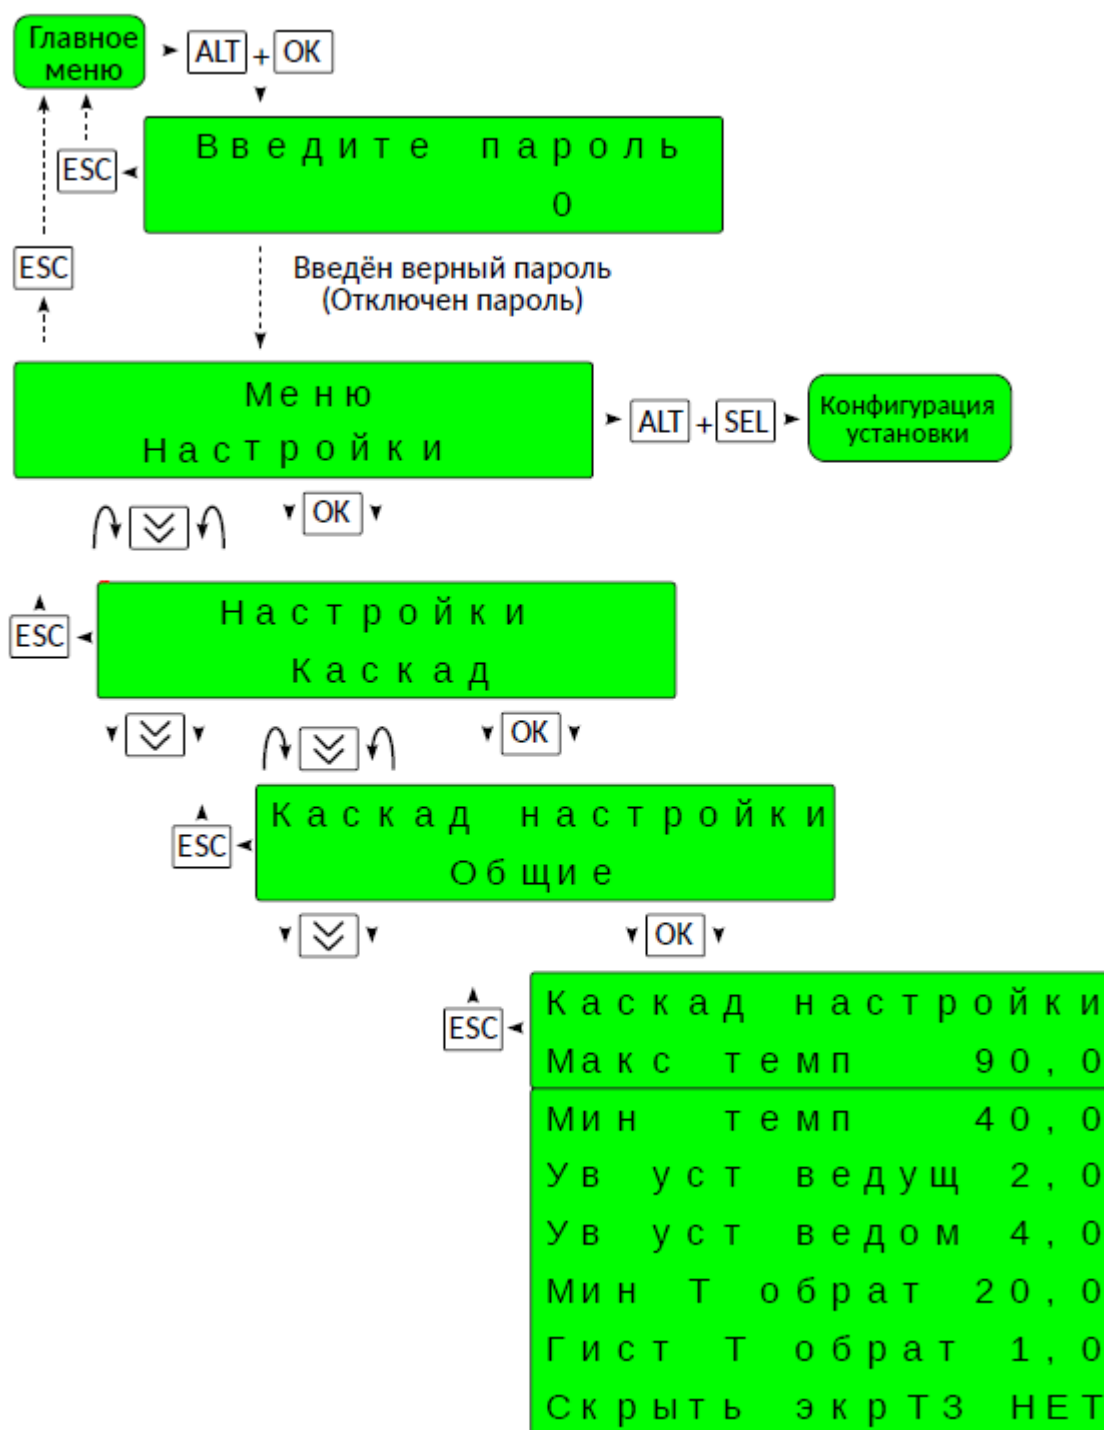 Главное
меню
ALT + OK
Введите пароль
ESC
0
ESC
Введён верный пароль
(Отключен пароль)
Меню
Настройки
ALT + SEL
Конфигурация
установки
OK
Настройки
ESC
Каскад
OK
Каскад настройки
ESC
Общие
OK
Каскад настройки
ESC
Макс темп 90,0
Мин темп 40,0
Ув уст ведущ 2,0
Ув уст ведом 4,0
Мин Т обрат 20,0
Гист Т обрат 1,0
Скрыть экрТЗ НЕТ